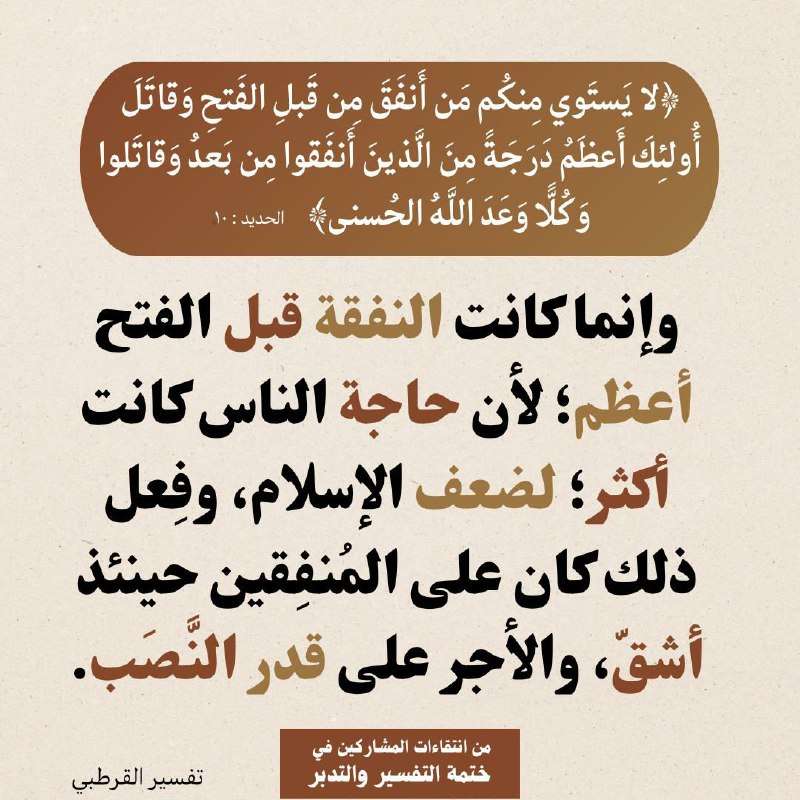 ﴿لا يَستَوي مِنكُم مَن أَنفَقَ مِن قَبلِ الفَتحِ وَقاتَلَ
أُولئِكَ أَعظَمُ دَرَجَةً مِنَ الَّذينَ أَنفَقوا مِن بَعدُ وَقاتَلوا
وَكُلًّا وَعَدَ اللَّهُ الحُسنى﴾ الحديد : ١٠
وإنما كانت النفقة قبل الفتح
أعظم؛ لأن حاجة الناس كانت
أكثر؛ لضعف الإسلام، وفِعل
ذلك كان على المُنفِقين حينئذ
أشقّ، والأجر على قدر النَّصَب.
من انتقاءات المشاركين في
ختمة التفسير والتدبر
تفسير القرطبي